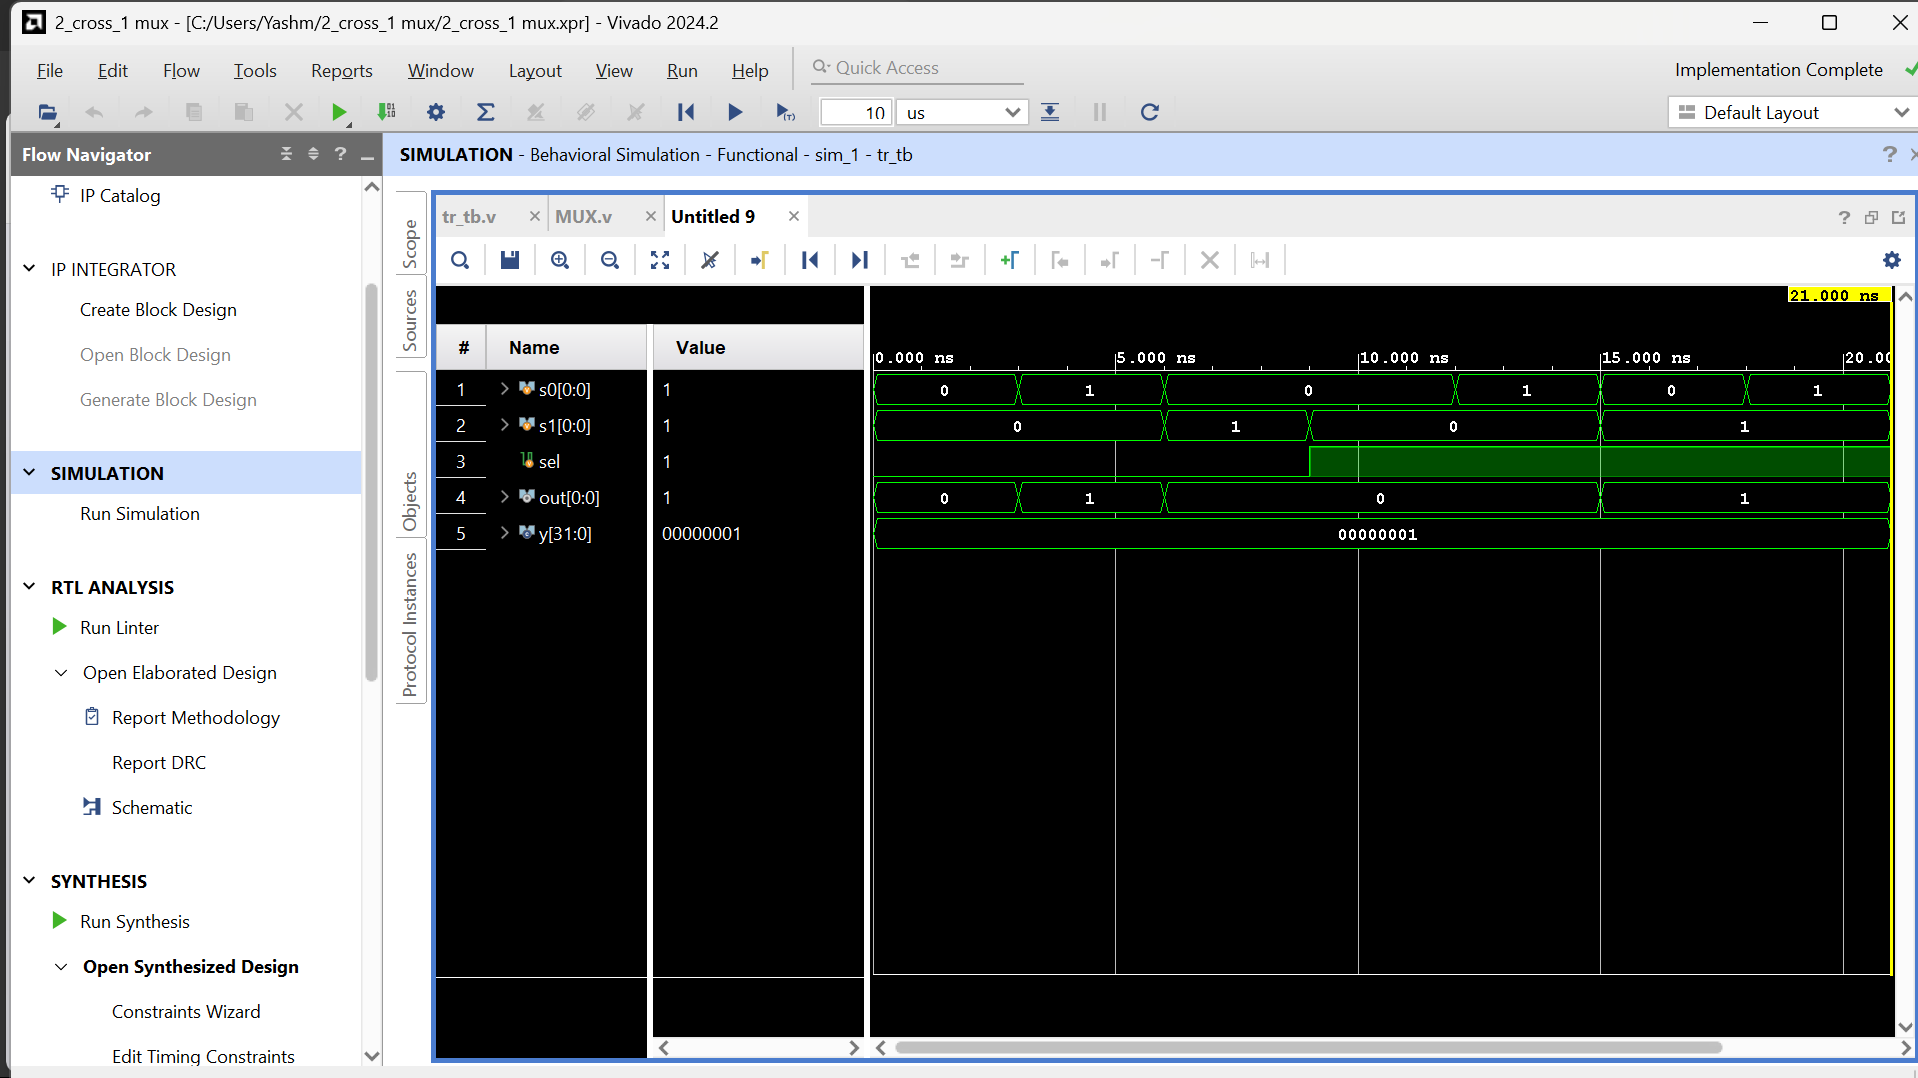 2_cross_1 mux - [C:/Users/Yashm/2_cross_1 mux/2_cross_1 mux.xpr] - Vivado 2024.2
File Edit Flow Tools Reports Window Layout View Run Help Quick Access Implementation Complete
10 us Default Layout
Flow Navigator
SIMULATION - Behavioral Simulation - Functional - sim_1 - tr_tb
IP Catalog
IP INTEGRATOR
Create Block Design
Open Block Design
Generate Block Design
SIMULATION
Run Simulation
RTL ANALYSIS
Run Linter
Open Elaborated Design
Report Methodology
Report DRC
Schematic
SYNTHESIS
Run Synthesis
Open Synthesized Design
Constraints Wizard
Edit Timing Constraints
Scope
Sources
Objects
Protocol Instances
tr_tb.v MUX.v Untitled 9
21.000 ns
# Name Value
0.000 ns 5.000 ns 10.000 ns 15.000 ns 20.00
1 s0[0:0] 1 0 1 0 1 0 1
2 s1[0:0] 1 0 1 0 1
3 sel 1
4 out[0:0] 1 0 1 0 1
5 y[31:0] 00000001 00000001